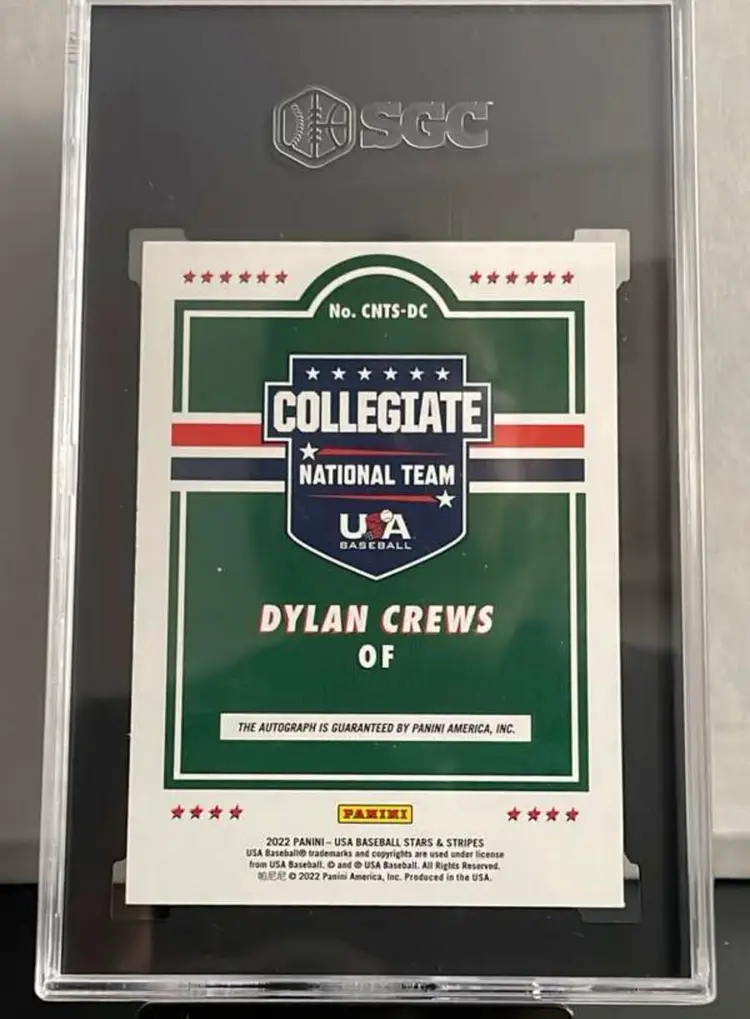 SGC
No. CNTS-DC
COLLEGIATE
NATIONAL TEAM
USA
BASEBALL
DYLAN CREWS
OF
THE AUTOGRAPH IS GUARANTEED BY PANINI AMERICA, INC.
PANINI
2022 PANINI – USA BASEBALL STARS & STRIPES
USA Baseball® trademarks and copyrights are used under license
from USA Baseball. © and ® USA Baseball. All Rights Reserved.
帕尼尼 © 2022 Panini America, Inc. Produced in the USA.